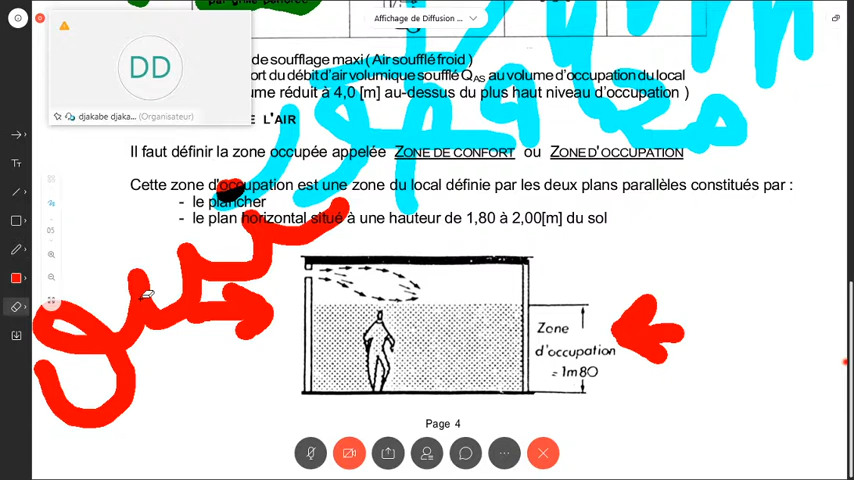 par grille
Affichage de Diffusion ...
DD
djakabe djaka... (Organisateur)
de soufflage maxi ( Air soufflé froid )
ort du débit d'air volumique soufflé QAS au volume d'occupation du local
ume réduit à 4,0 [m] au-dessus du plus haut niveau d'occupation )
E L'AIR
Il faut définir la zone occupée appelée ZONE DE CONFORT ou ZONE D'OCCUPATION
Cette zone d'occupation est une zone du local définie par les deux plans parallèles constitués par :
- le plancher
- le plan horizontal situé à une hauteur de 1,80 à 2,00[m] du sol
Zone
d'occupation
= 1m80
Page 4